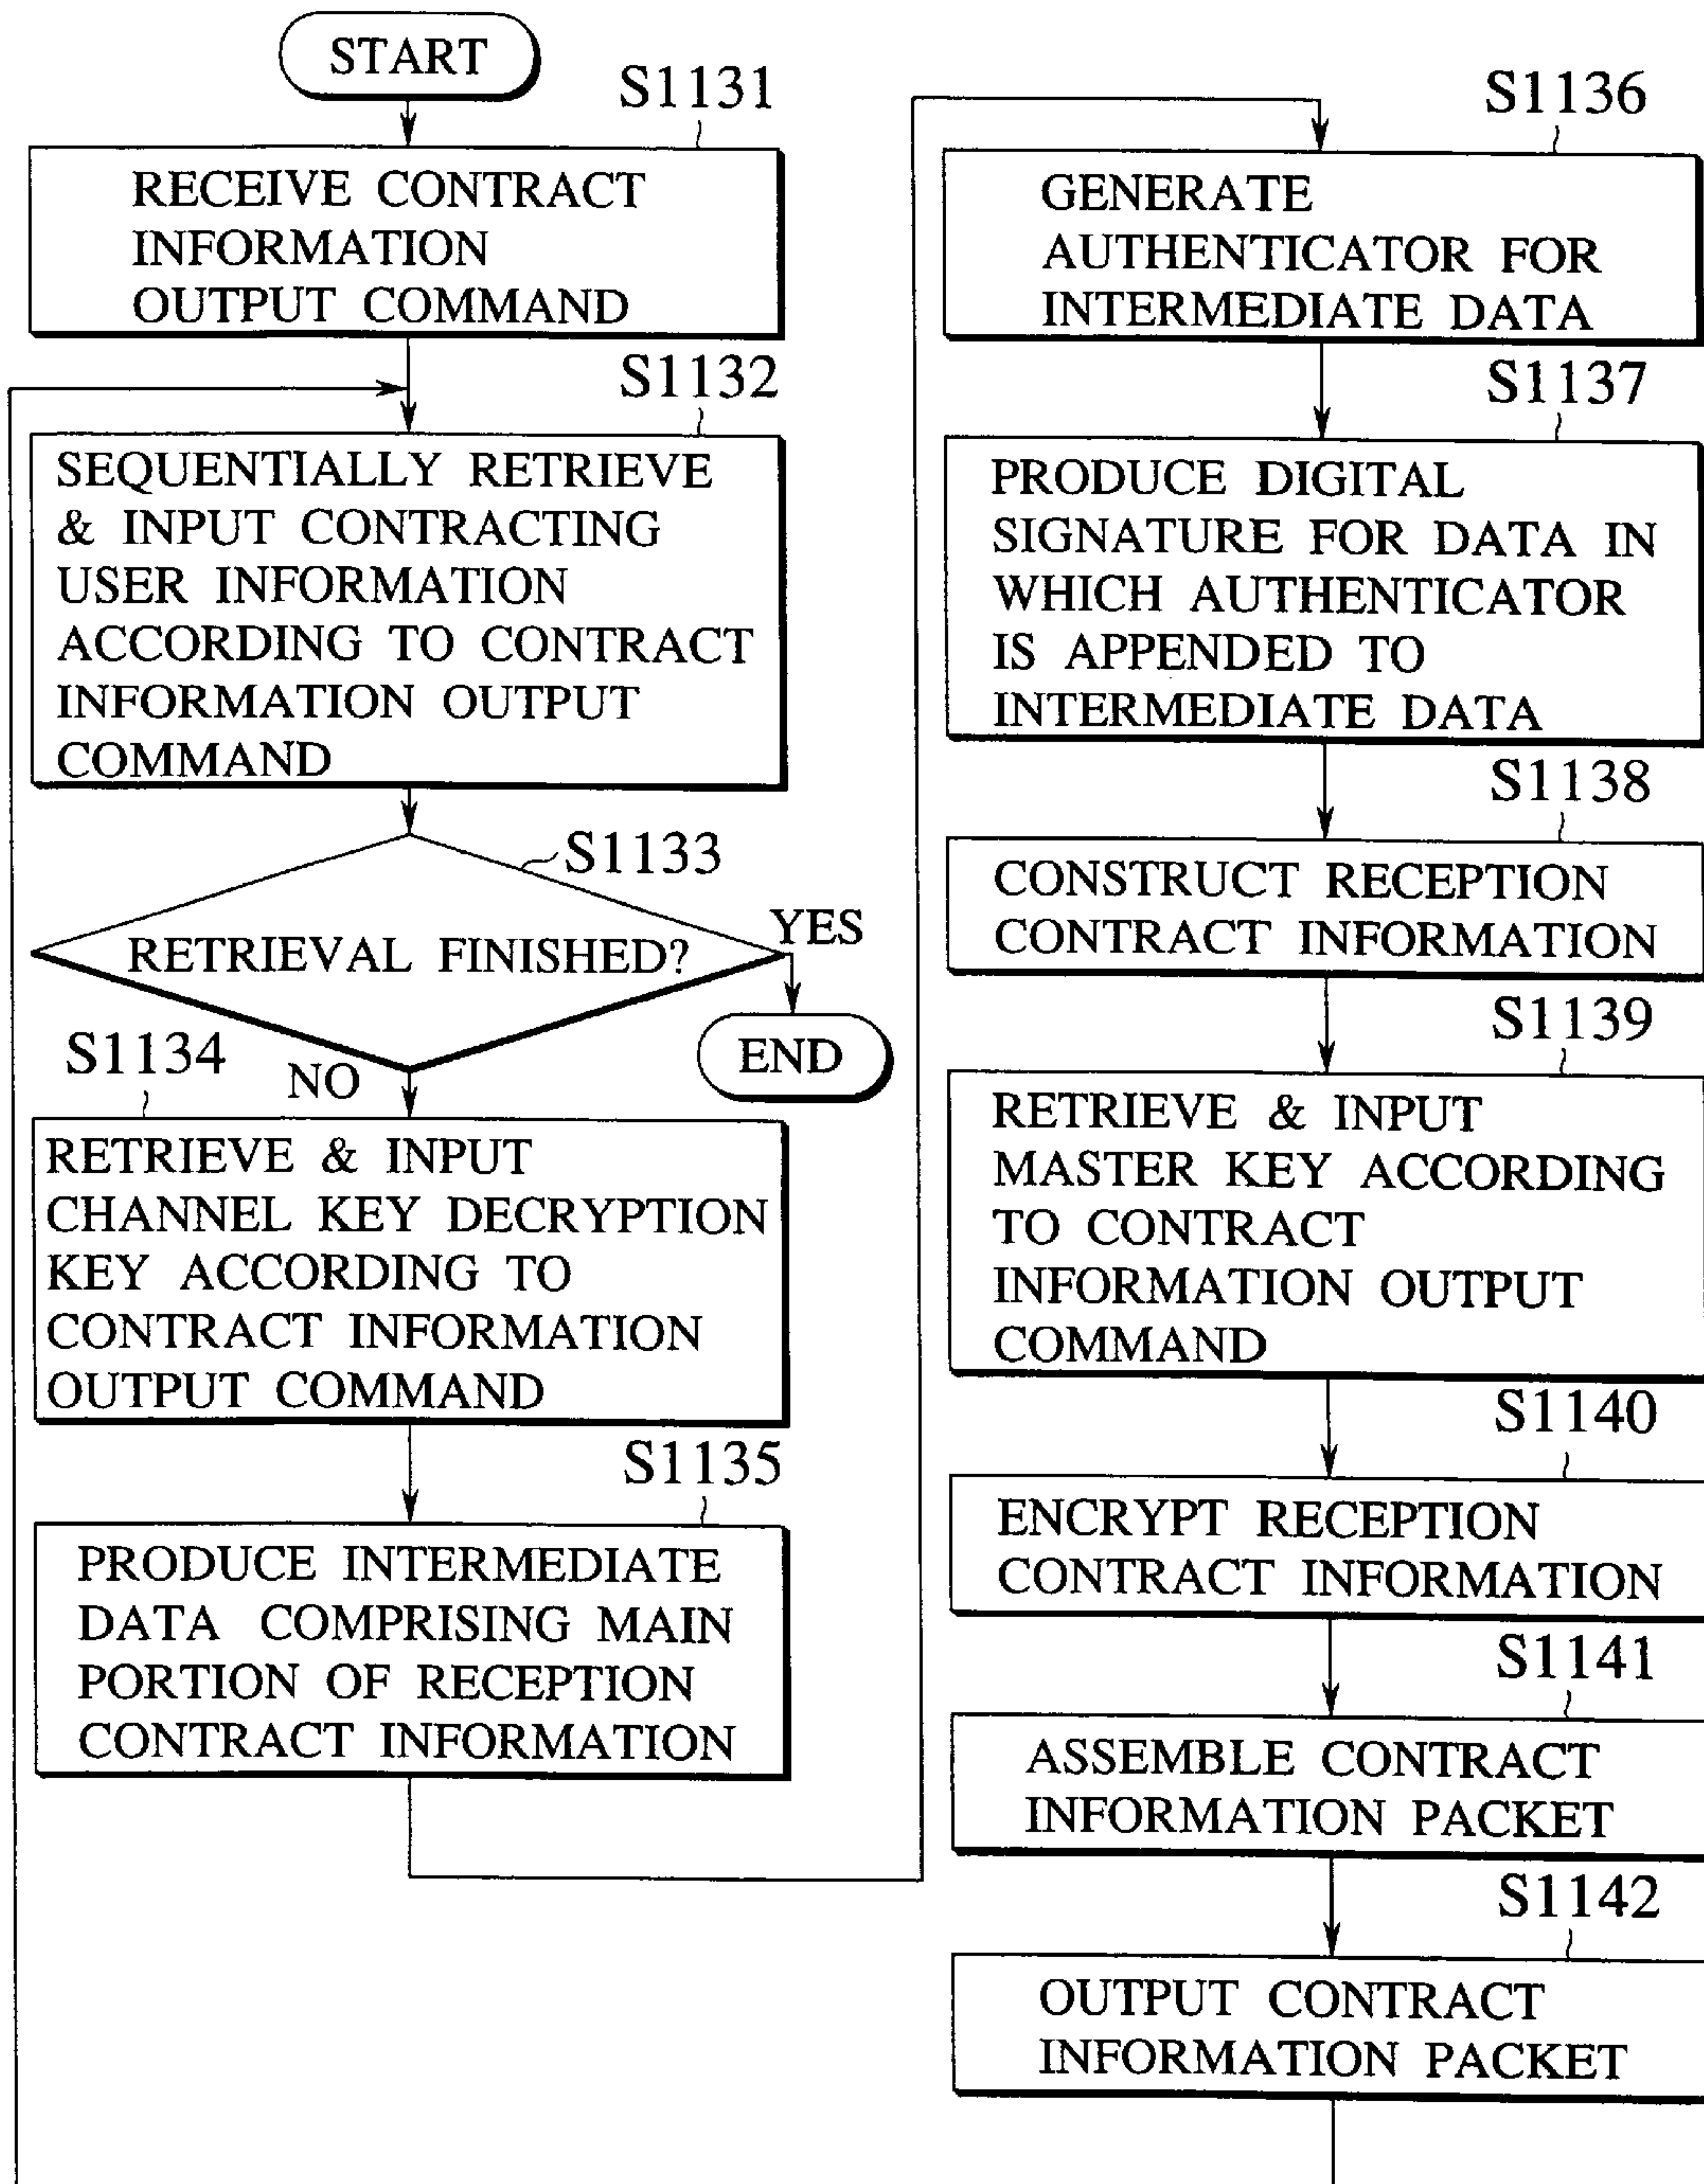 START
S1131
RECEIVE CONTRACT
INFORMATION
OUTPUT COMMAND
S1132
SEQUENTIALLY RETRIEVE
& INPUT CONTRACTING
USER INFORMATION
ACCORDING TO CONTRACT
INFORMATION OUTPUT
COMMAND
S1133
RETRIEVAL FINISHED?
YES
END
NO
S1134
RETRIEVE & INPUT
CHANNEL KEY DECRYPTION
KEY ACCORDING TO
CONTRACT INFORMATION
OUTPUT COMMAND
S1135
PRODUCE INTERMEDIATE
DATA COMPRISING MAIN
PORTION OF RECEPTION
CONTRACT INFORMATION
S1136
GENERATE
AUTHENTICATOR FOR
INTERMEDIATE DATA
S1137
PRODUCE DIGITAL
SIGNATURE FOR DATA IN
WHICH AUTHENTICATOR
IS APPENDED TO
INTERMEDIATE DATA
S1138
CONSTRUCT RECEPTION
CONTRACT INFORMATION
S1139
RETRIEVE & INPUT
MASTER KEY ACCORDING
TO CONTRACT
INFORMATION OUTPUT
COMMAND
S1140
ENCRYPT RECEPTION
CONTRACT INFORMATION
S1141
ASSEMBLE CONTRACT
INFORMATION PACKET
S1142
OUTPUT CONTRACT
INFORMATION PACKET